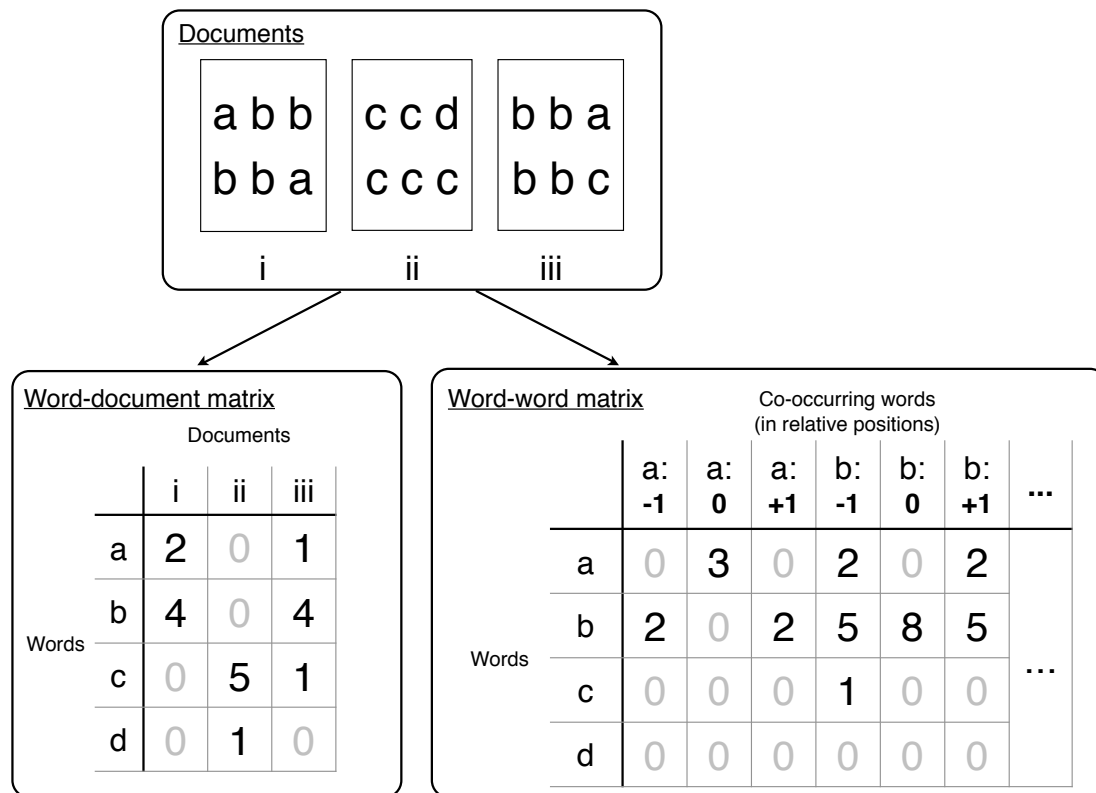 Documents
a b b c c d b b a
b b a c c c b b c
i ii iii
Word-document matrix
Documents
i ii iii
a 2 0 1
b 4 0 4
Words
c 0 5 1
d 0 1 0
Word-word matrix
Co-occurring words
(in relative positions)
a: a: a: b: b: b: ...
-1 0 +1 -1 0 +1
a 0 3 0 2 0 2
b 2 0 2 5 8 5
Words ...
c 0 0 0 1 0 0
d 0 0 0 0 0 0